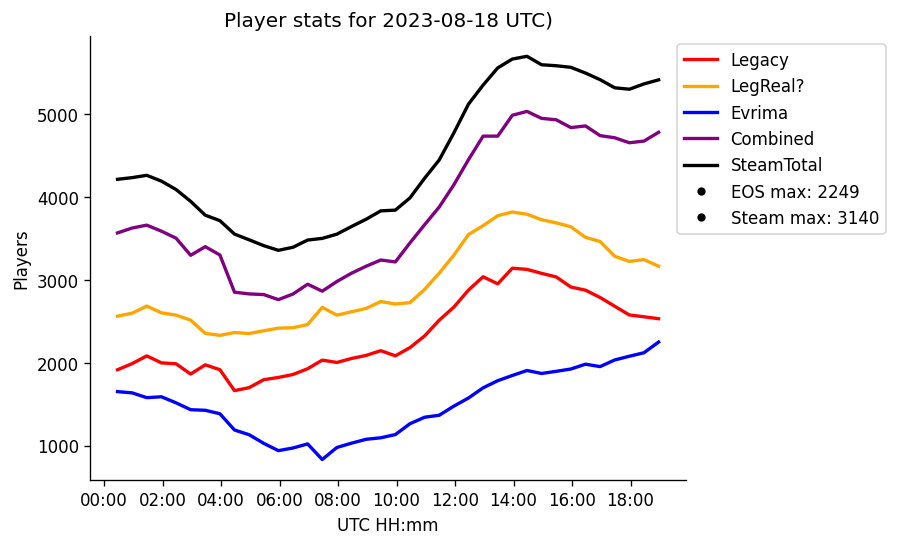 Player stats for 2023-08-18 UTC)
Legacy
LegReal?
Evrima
Combined
SteamTotal
EOS max: 2249
Steam max: 3140
Players
5000
4000
3000
2000
1000
00:00 02:00 04:00 06:00 08:00 10:00 12:00 14:00 16:00 18:00
UTC HH:mm